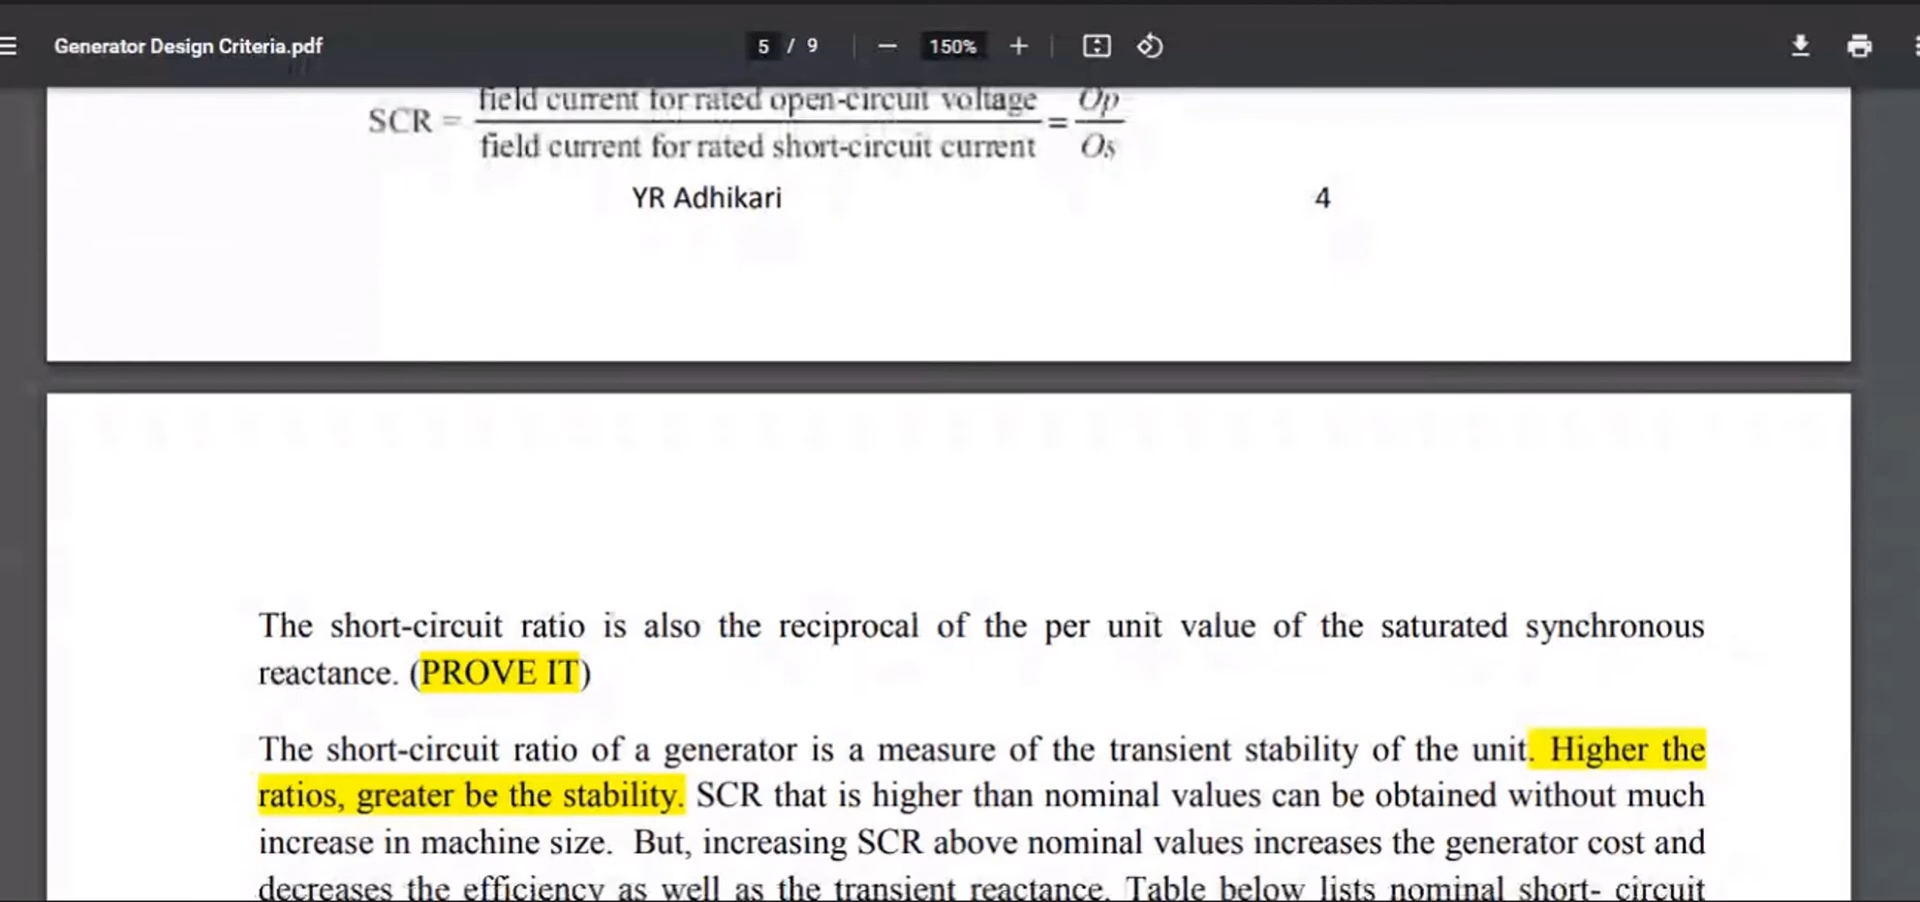 Generator Design Criteria.pdf
5 / 9
150%
SCR = field current for rated open-circuit voltage / field current for rated short-circuit current = Op / Os
YR Adhikari 4
The short-circuit ratio is also the reciprocal of the per unit value of the saturated synchronous
reactance. (PROVE IT)
The short-circuit ratio of a generator is a measure of the transient stability of the unit. Higher the
ratios, greater be the stability. SCR that is higher than nominal values can be obtained without much
increase in machine size. But, increasing SCR above nominal values increases the generator cost and
decreases the efficiency as well as the transient reactance. Table below lists nominal short- circuit